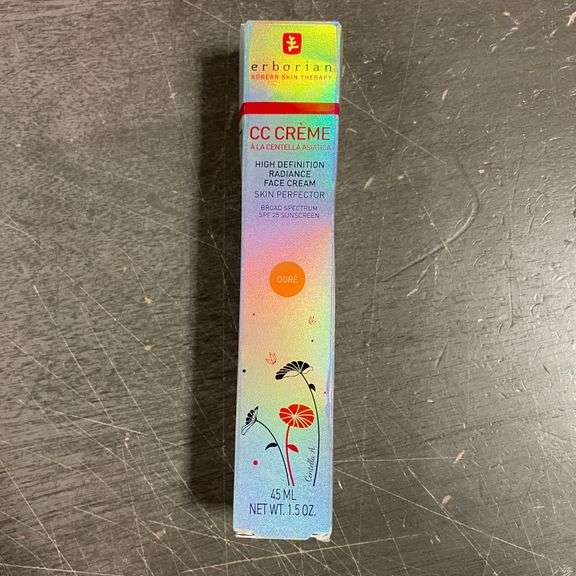 erborian
KOREAN SKIN THERAPY
CC CRÈME
À LA CENTELLA ASIATICA
HIGH DEFINITION
RADIANCE
FACE CREAM
SKIN PERFECTOR
BROAD SPECTRUM
SPF 25 SUNSCREEN
DORÉ
Centella A.
45 ML
NET WT. 1.5 OZ.